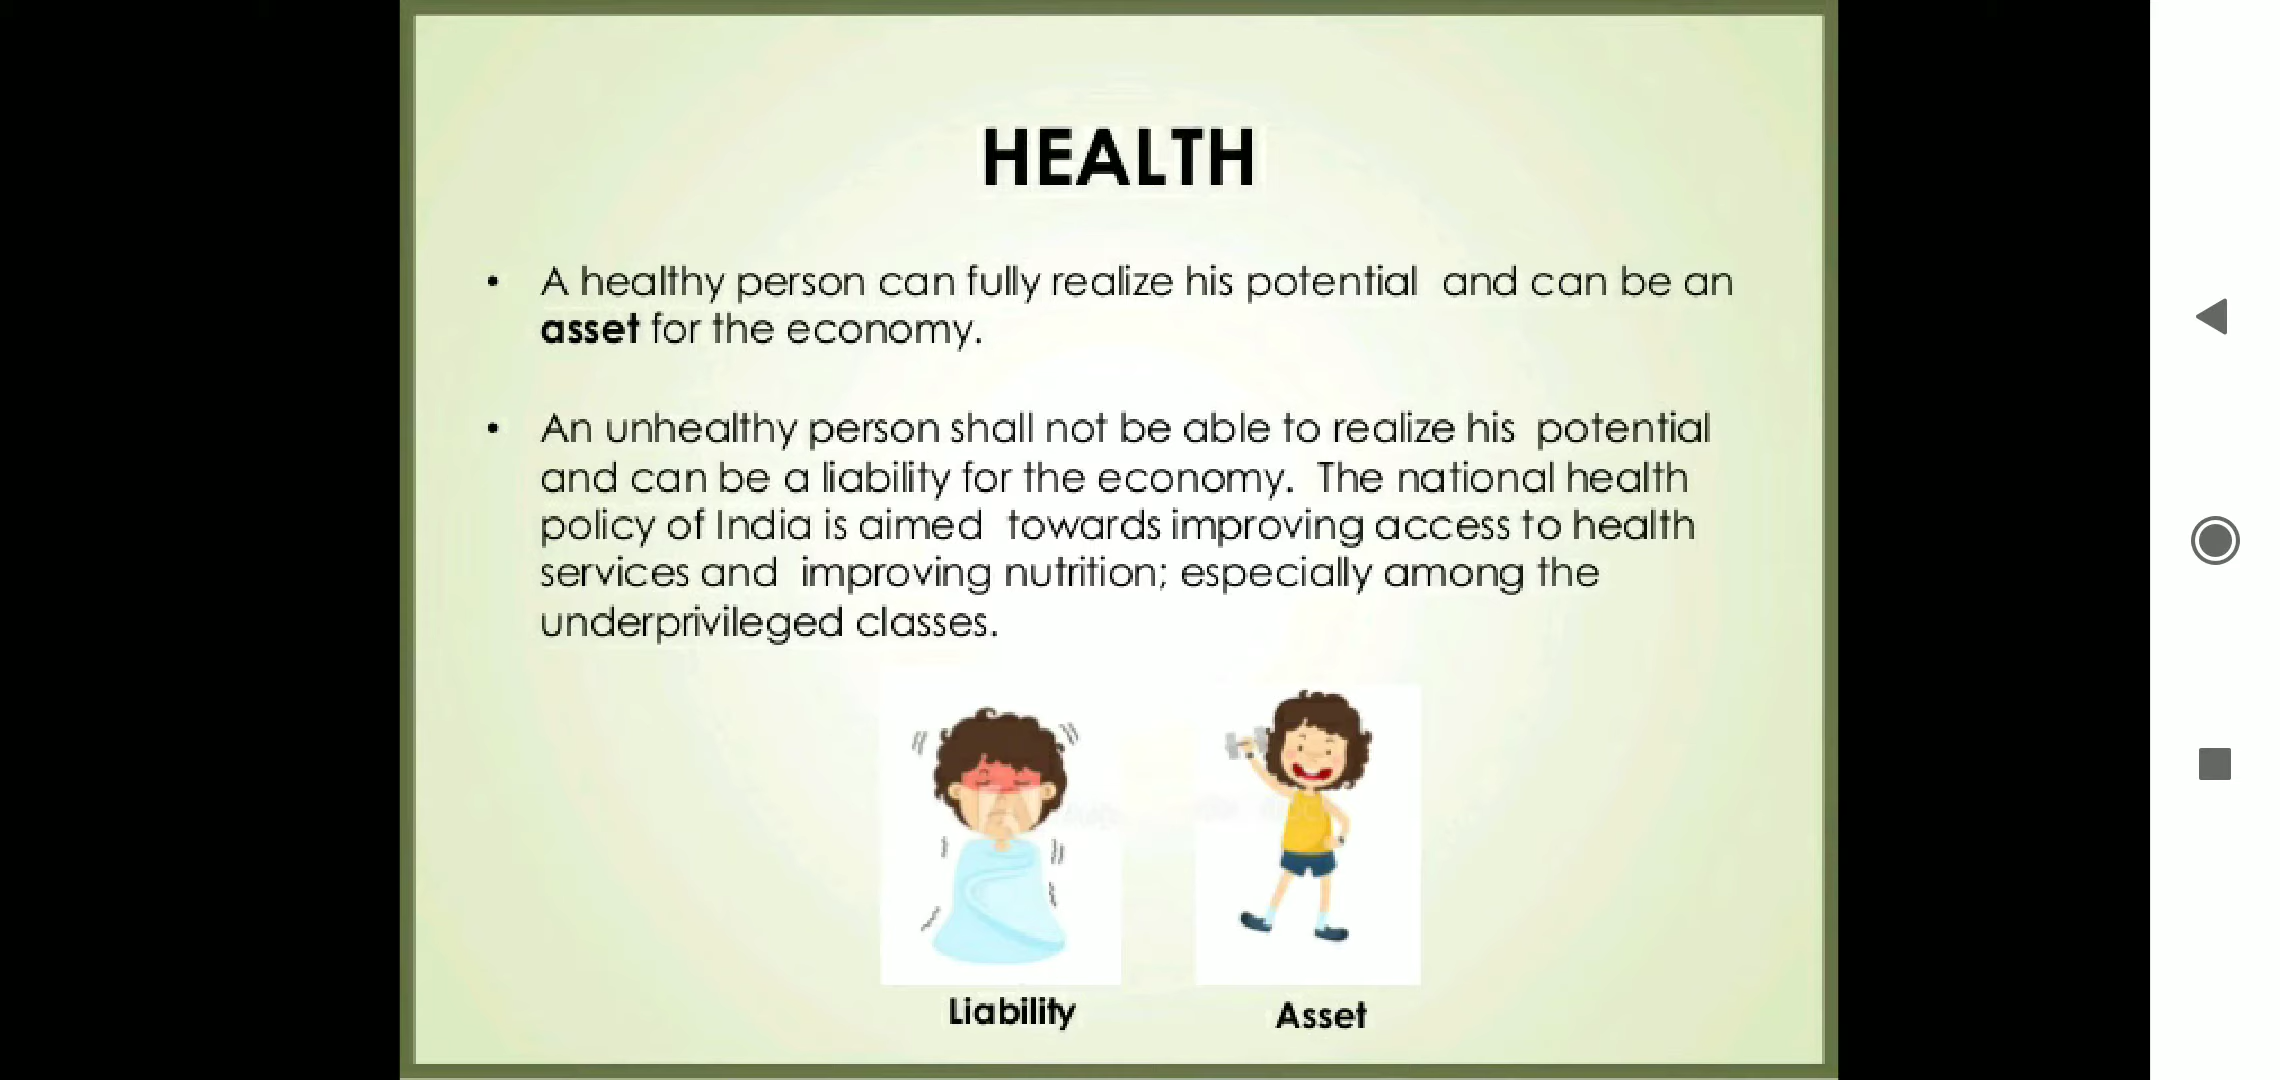 HEALTH
• A healthy person can fully realize his potential and can be an
asset for the economy.
• An unhealthy person shall not be able to realize his potential
and can be a liability for the economy. The national health
policy of India is aimed towards improving access to health
services and improving nutrition; especially among the
underprivileged classes.
Liability
Asset